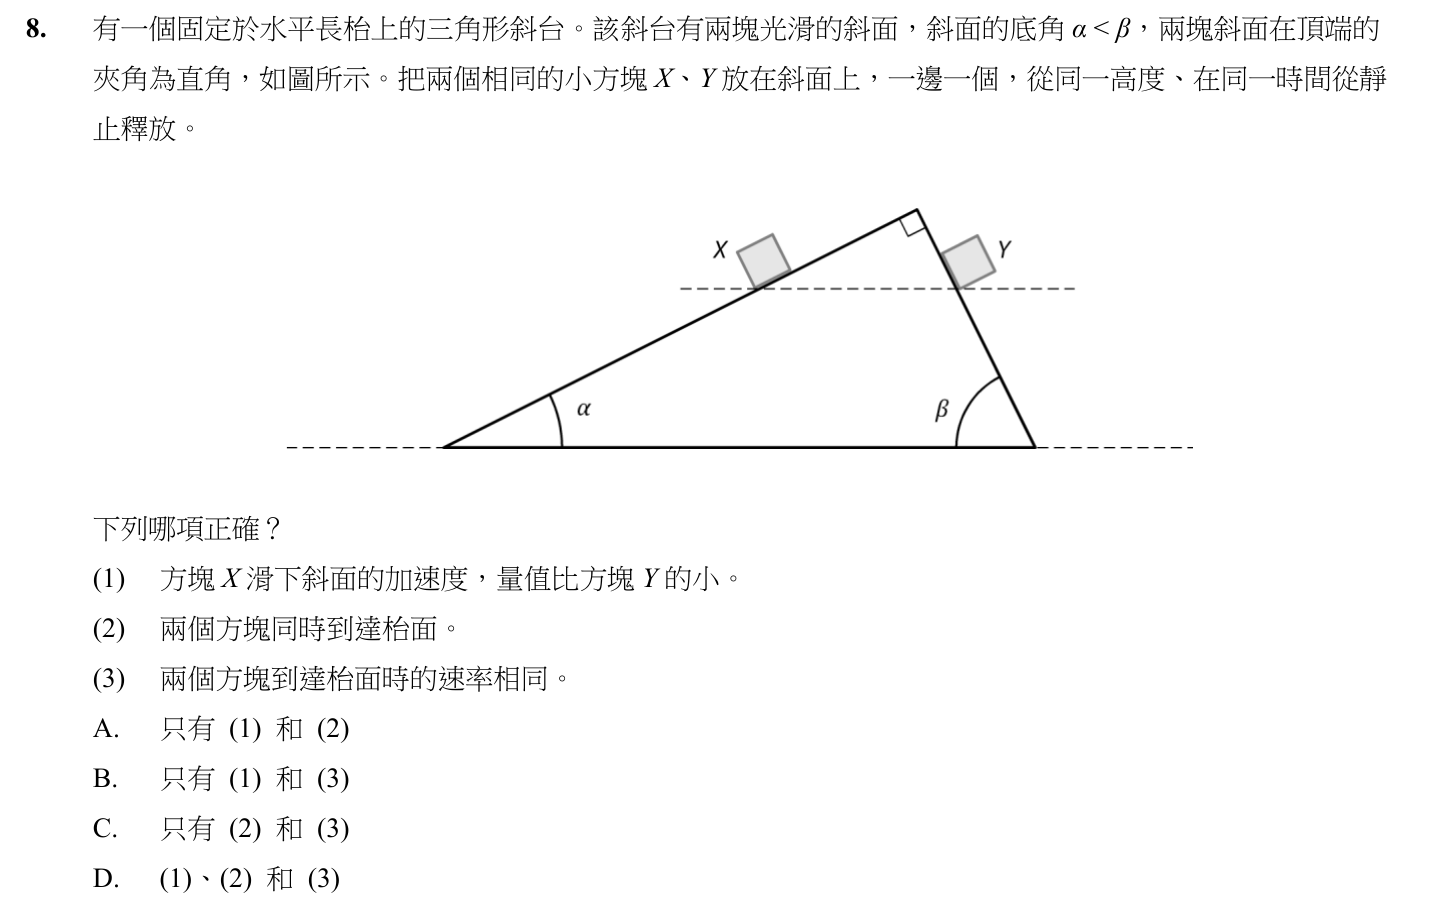 8. 有一個固定於水平長枱上的三角形斜台。該斜台有兩塊光滑的斜面，斜面的底角 α < β，兩塊斜面在頂端的
夾角為直角，如圖所示。把兩個相同的小方塊 X、Y 放在斜面上，一邊一個，從同一高度、在同一時間從靜
止釋放。
X
Y
α
β
下列哪項正確？
(1) 方塊 X 滑下斜面的加速度，量值比方塊 Y 的小。
(2) 兩個方塊同時到達枱面。
(3) 兩個方塊到達枱面時的速率相同。
A. 只有 (1) 和 (2)
B. 只有 (1) 和 (3)
C. 只有 (2) 和 (3)
D. (1)、(2) 和 (3)